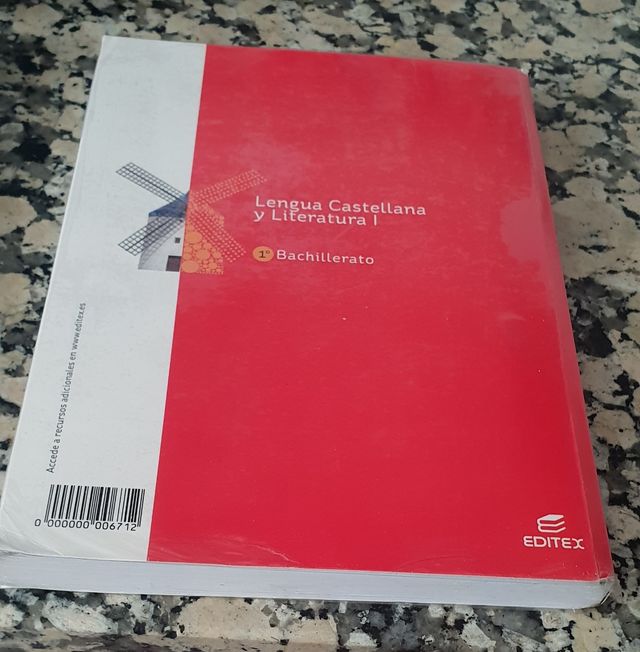 Lengua Castellana
y Literatura I
1º Bachillerato
Accede a recursos adicionales en www.editex.es
0 000000 006712
EDITEX